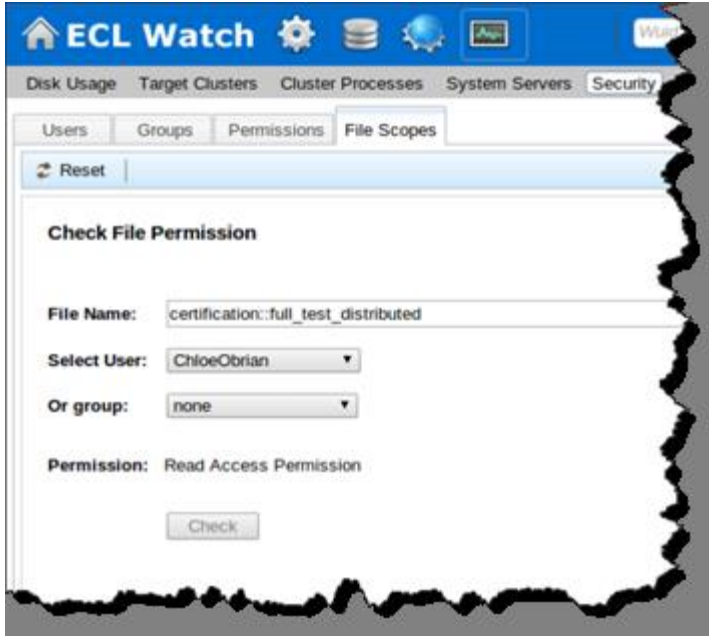 ECL Watch
Disk Usage Target Clusters Cluster Processes System Servers Security
Users Groups Permissions File Scopes
Reset
Check File Permission
File Name: certification::full_test_distributed
Select User: ChloeObrian
Or group: none
Permission: Read Access Permission
Check